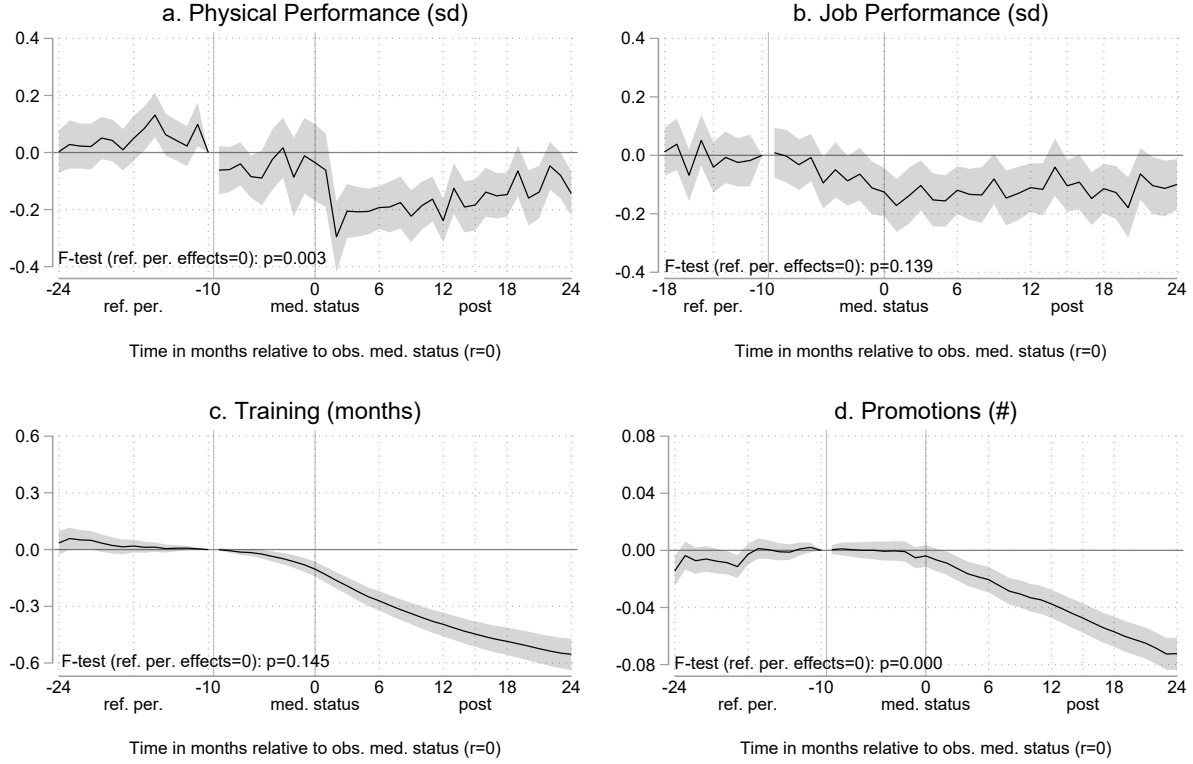 a. Physical Performance (sd)
0.4
0.2
0.0
-0.2
-0.4
F-test (ref. per. effects=0): p=0.003
-24 -10 0 6 12 18 24
ref. per. med. status post
Time in months relative to obs. med. status (r=0)
b. Job Performance (sd)
0.4
0.2
0.0
-0.2
-0.4
F-test (ref. per. effects=0): p=0.139
-18 -10 0 6 12 18 24
ref. per. med. status post
Time in months relative to obs. med. status (r=0)
c. Training (months)
0.6
0.3
0.0
-0.3
-0.6
F-test (ref. per. effects=0): p=0.145
-24 -10 0 6 12 18 24
ref. per. med. status post
Time in months relative to obs. med. status (r=0)
d. Promotions (#)
0.08
0.04
0.00
-0.04
-0.08
F-test (ref. per. effects=0): p=0.000
-24 -10 0 6 12 18 24
ref. per. med. status post
Time in months relative to obs. med. status (r=0)